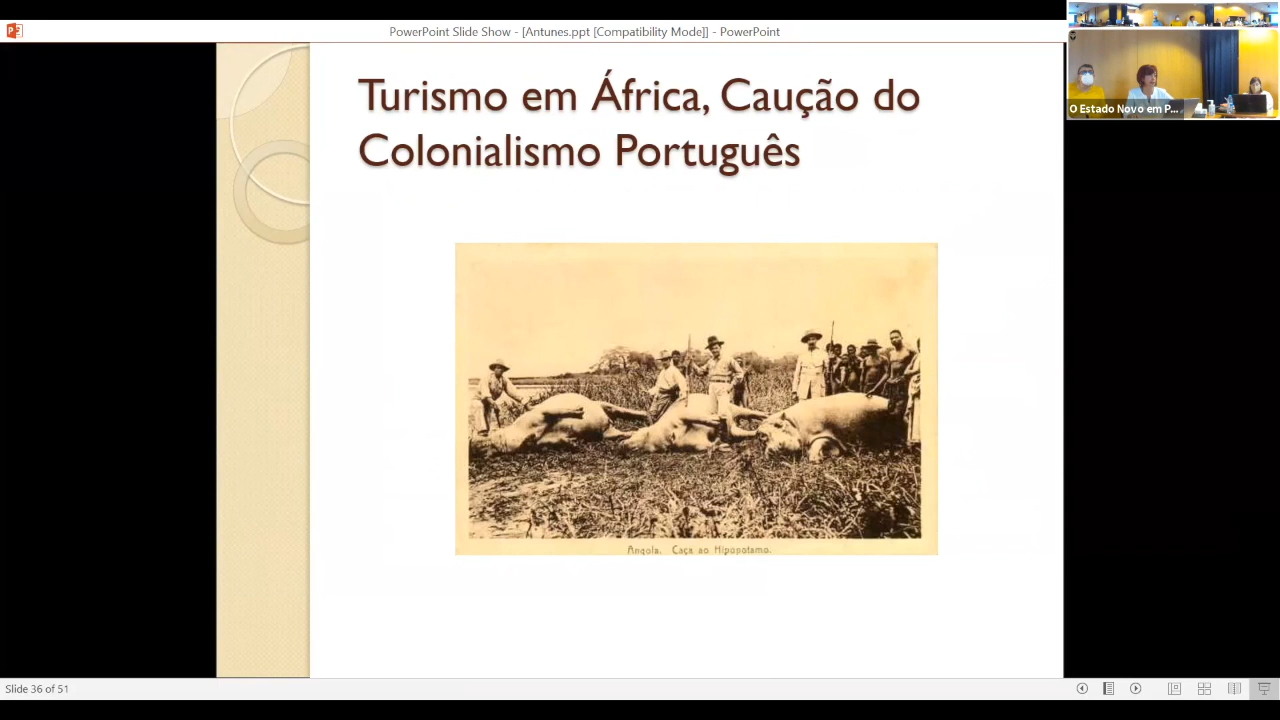 PowerPoint Slide Show - [Antunes.ppt [Compatibility Mode]] - PowerPoint
O Estado Novo em P...
Turismo em África, Caução do
Colonialismo Português
Angola. Caça ao Hipopotamo.
Slide 36 of 51